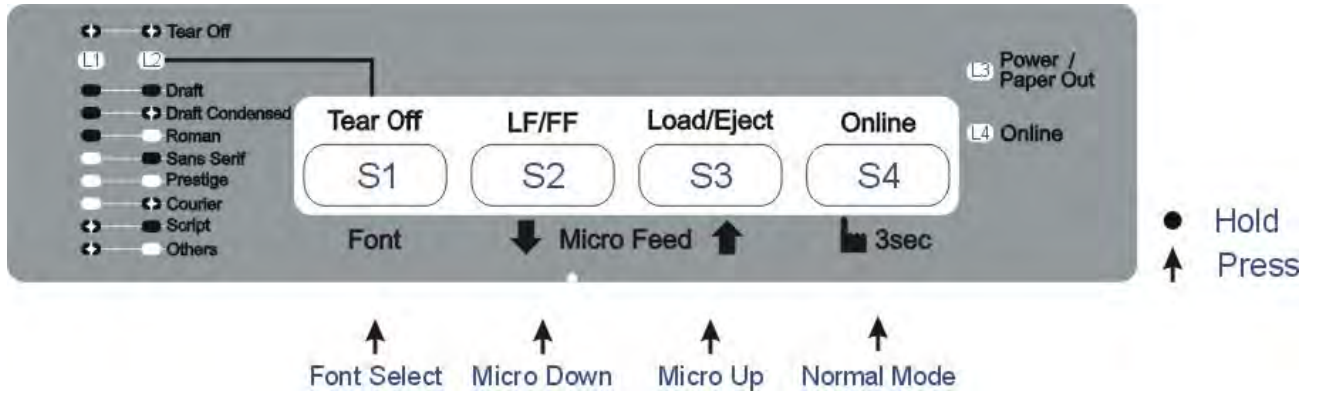 Tear Off
L1 L2
Draft
Draft Condensed
Roman
Sans Serif
Prestige
Courier
Script
Others
Tear Off LF/FF Load/Eject Online
S1 S2 S3 S4
Font Micro Feed 3sec
L3 Power / Paper Out
L4 Online
Hold
Press
Font Select Micro Down Micro Up Normal Mode